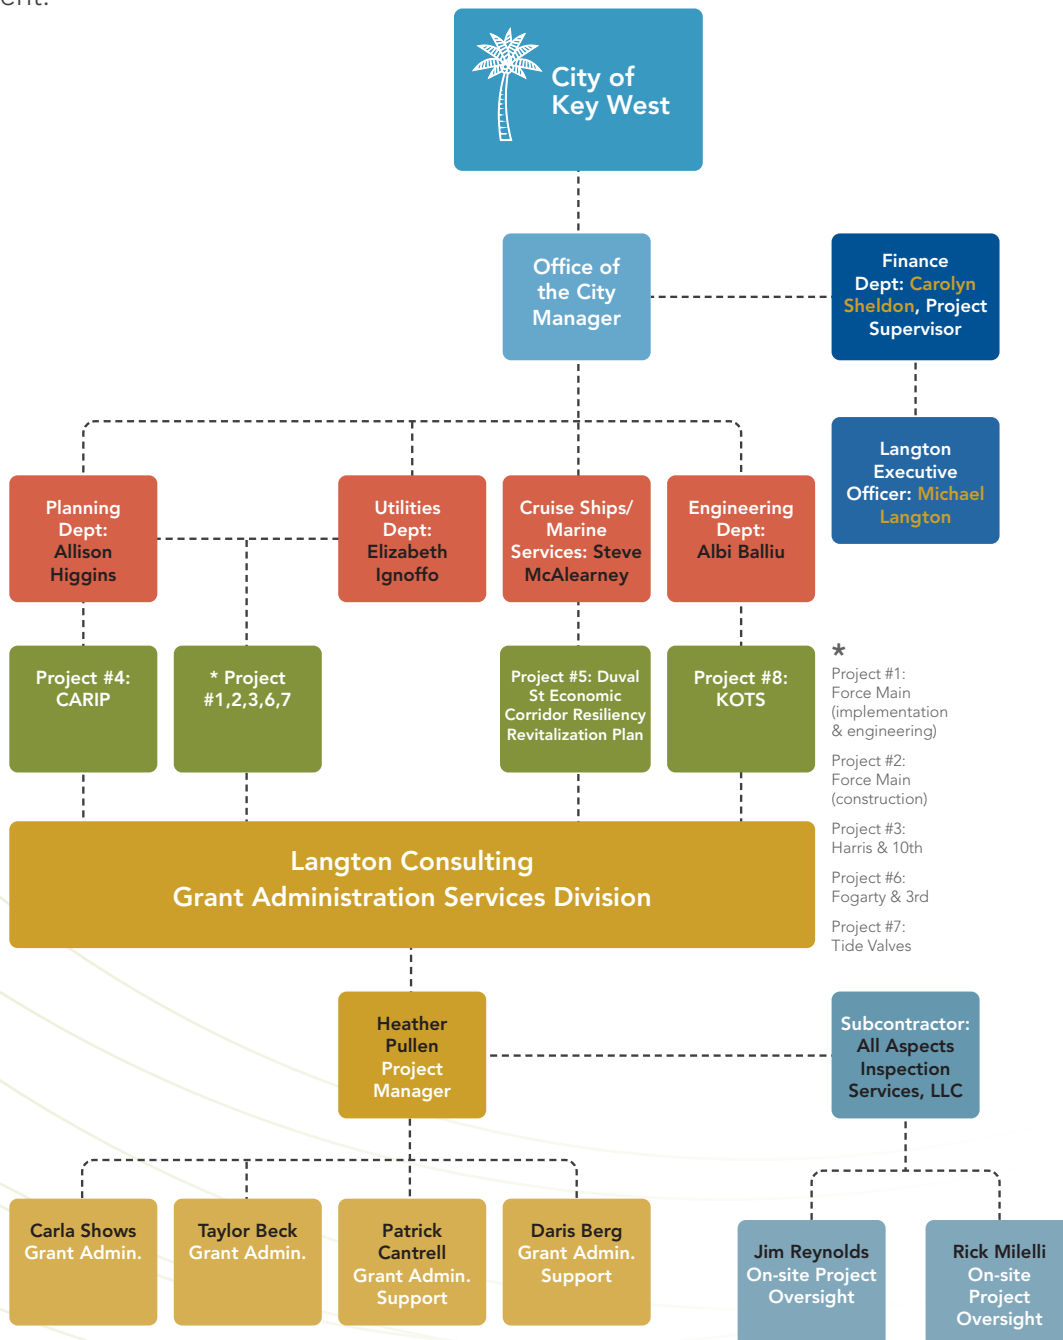 City of
Key West
Office of
the City
Manager
Finance
Dept: Carolyn
Sheldon, Project
Supervisor
Langton
Executive
Officer: Michael
Langton
Planning
Dept:
Allison
Higgins
Utilities
Dept:
Elizabeth
Ignoffo
Cruise Ships/
Marine
Services: Steve
McAlearney
Engineering
Dept:
Albi Balliu
Project #4:
CARIP
* Project
#1,2,3,6,7
Project #5: Duval
St Economic
Corridor Resiliency
Revitalization Plan
Project #8:
KOTS
*
Project #1:
Force Main
(implementation
& engineering)
Project #2:
Force Main
(construction)
Project #3:
Harris & 10th
Project #6:
Fogarty & 3rd
Project #7:
Tide Valves
Langton Consulting
Grant Administration Services Division
Heather
Pullen
Project
Manager
Subcontractor:
All Aspects
Inspection
Services, LLC
Carla Shows
Grant Admin.
Taylor Beck
Grant Admin.
Patrick
Cantrell
Grant Admin.
Support
Daris Berg
Grant Admin.
Support
Jim Reynolds
On-site Project
Oversight
Rick Milelli
On-site
Project
Oversight